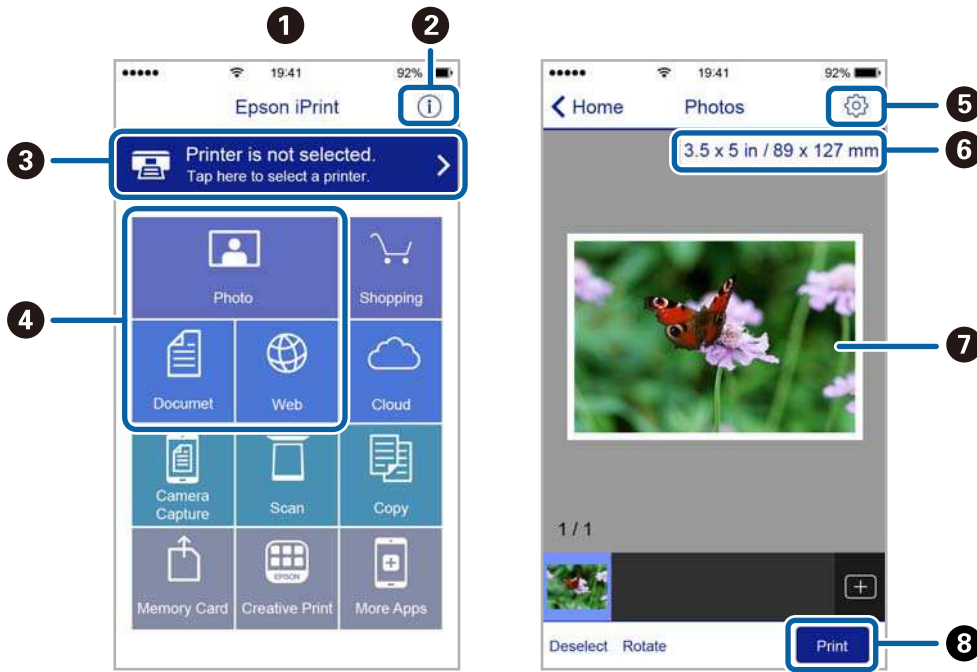 1
2
19:41
92%
Epson iPrint
i
3
Printer is not selected.
Tap here to select a printer.
4
Photo
Shopping
Documet
Web
Cloud
Camera
Capture
Scan
Copy
EPSON
Memory Card
Creative Print
More Apps
19:41
92%
Home
Photos
5
3.5 x 5 in / 89 x 127 mm
6
7
1 / 1
Deselect
Rotate
Print
8